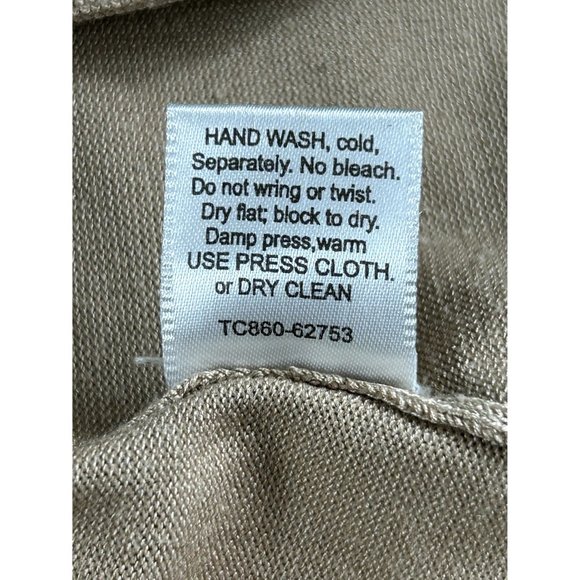 HAND WASH, cold,
Separately. No bleach.
Do not wring or twist.
Dry flat; block to dry.
Damp press,warm
USE PRESS CLOTH.
or DRY CLEAN
TC860-62753